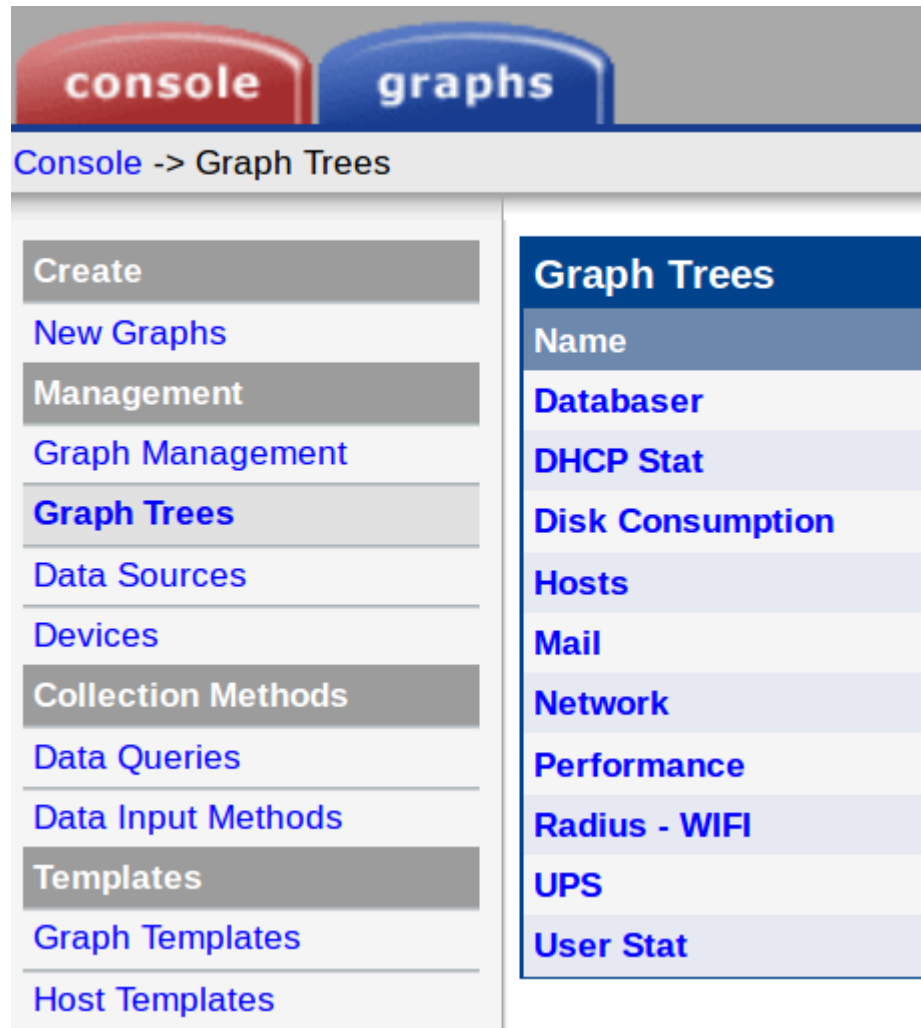 console
graphs
Console -> Graph Trees
Create
New Graphs
Management
Graph Management
Graph Trees
Data Sources
Devices
Collection Methods
Data Queries
Data Input Methods
Templates
Graph Templates
Host Templates
Graph Trees
Name
Databaser
DHCP Stat
Disk Consumption
Hosts
Mail
Network
Performance
Radius - WIFI
UPS
User Stat